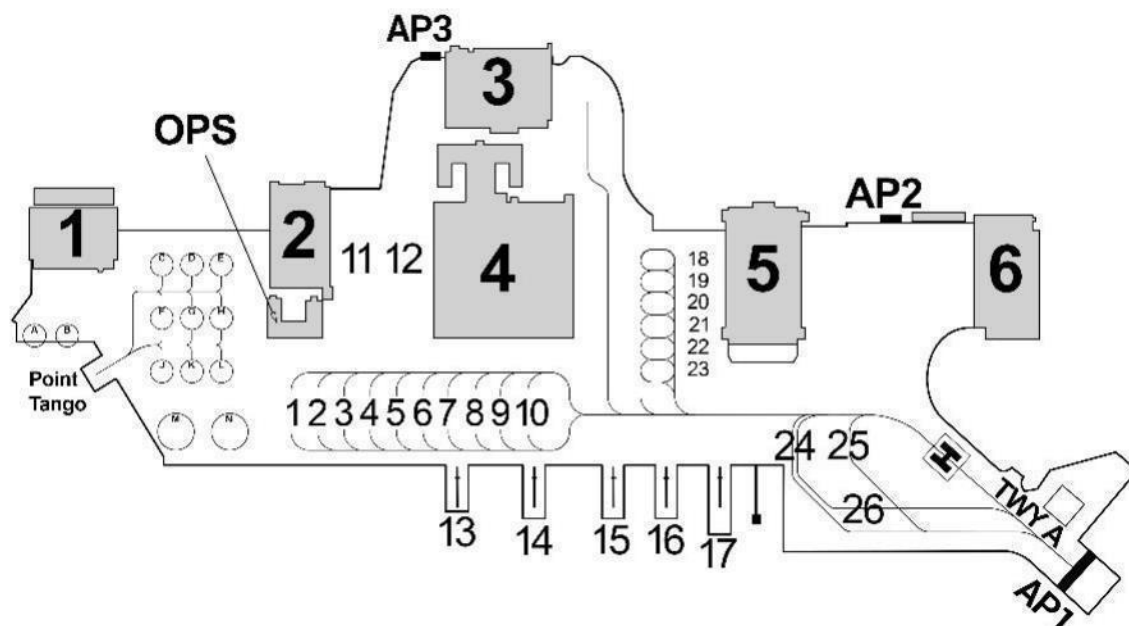 AP3
3
OPS
1
2
11 12
4
5
AP2
6
18
19
20
21
22
23
C D E
F G H
J K L
A B
Point
Tango
M N
1 2 3 4 5 6 7 8 9 10
24 25
26
H
TWY A
AP1
13 14 15 16 17